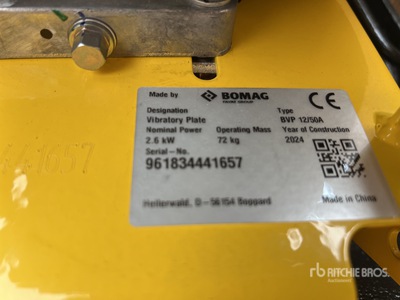 Made by BOMAG
FAYAT GROUP
CE
Designation Type
Vibratory Plate BVP 12/50A
Nominal Power Operating Mass Year of Construction
2.6 kW 72 kg 2024
Serial-No.
961834441657
Hellerwald, D-56154 Boppard
Made in China
rb RITCHIE BROS.